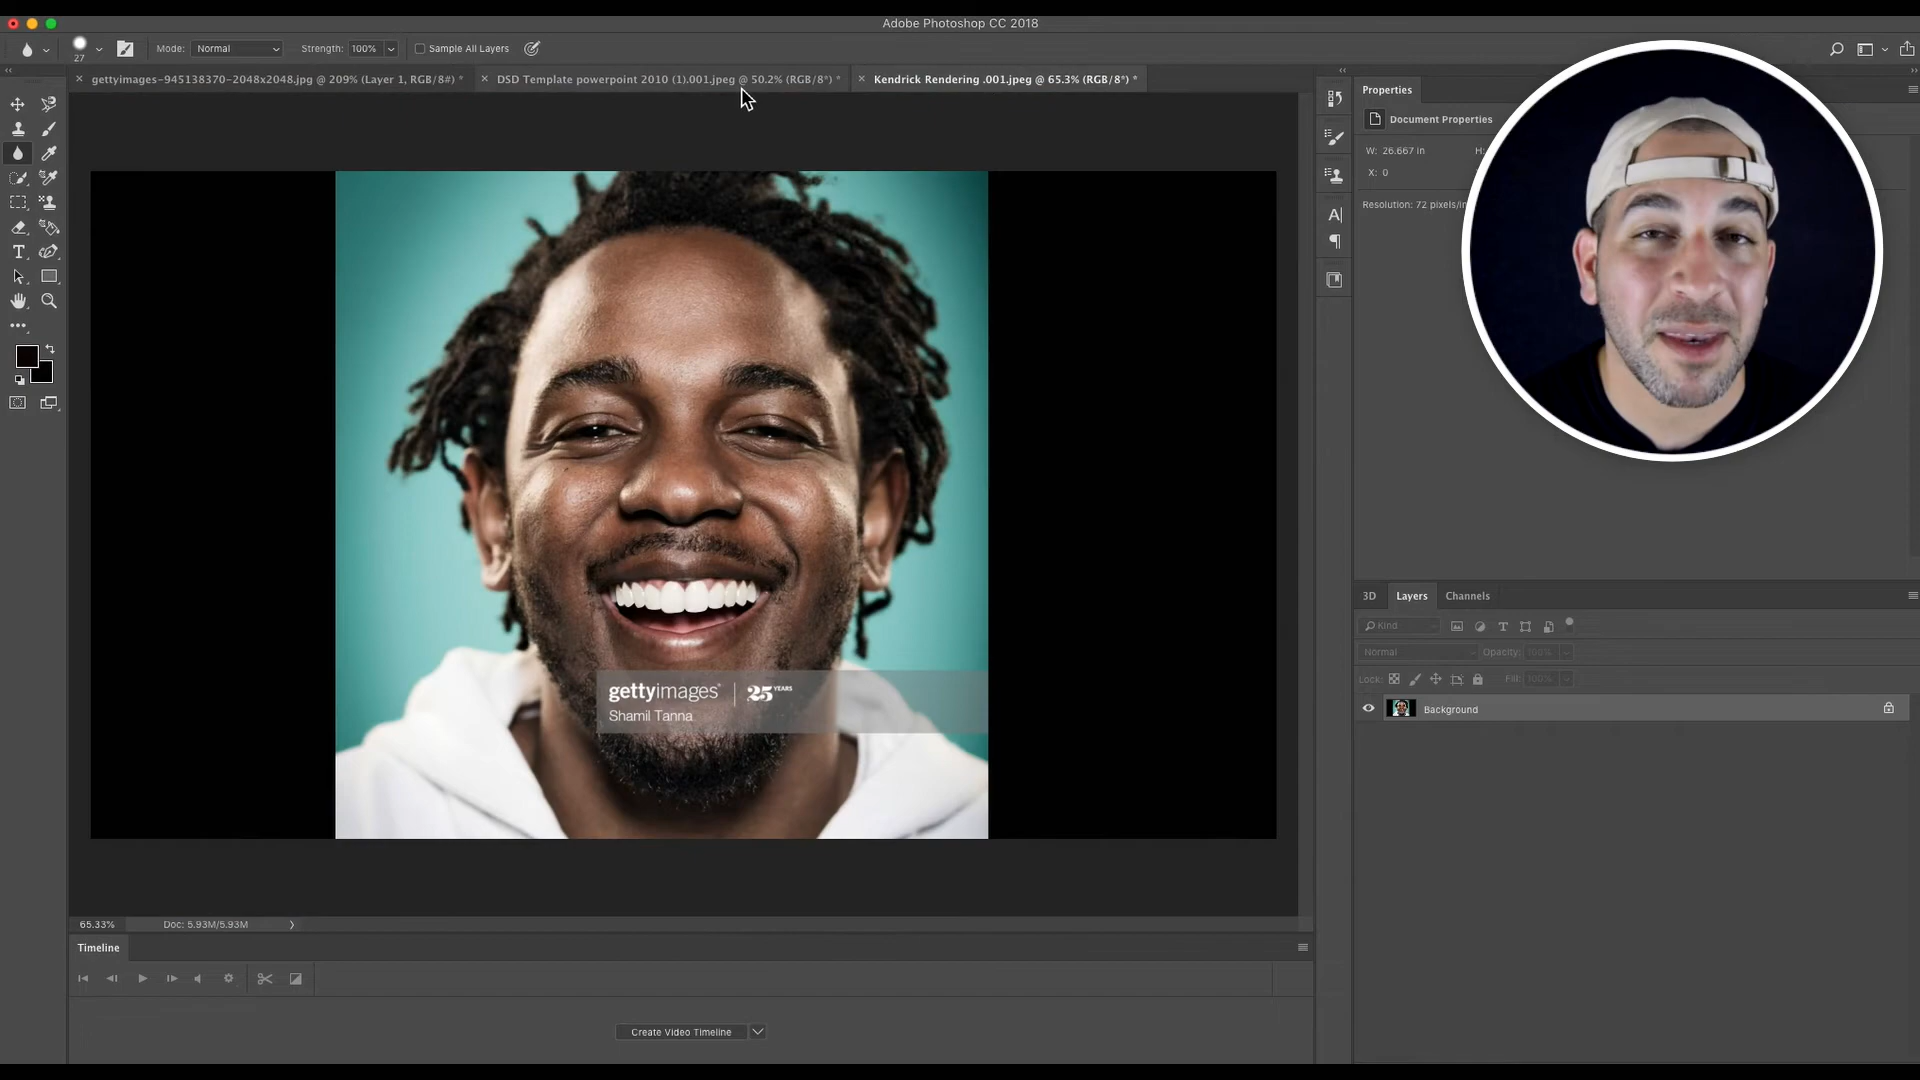 Adobe Photoshop CC 2018
27
Mode: Normal
Strength: 100%
Sample All Layers
gettyimages-945138370-2048x2048.jpg @ 209% (Layer 1, RGB/8#) *
DSD Template powerpoint 2010 (1).001.jpeg @ 50.2% (RGB/8*) *
Kendrick Rendering .001.jpeg @ 65.3% (RGB/8*) *
Properties
Document Properties
W: 26.667 in
H:
X: 0
Resolution: 72 pixels/in
gettyimages
25 YEARS
Shamil Tanna
3D
Layers
Channels
Kind
Normal
Opacity: 100%
Lock:
Fill: 100%
Background
65.33%
Doc: 5.93M/5.93M
Timeline
Create Video Timeline